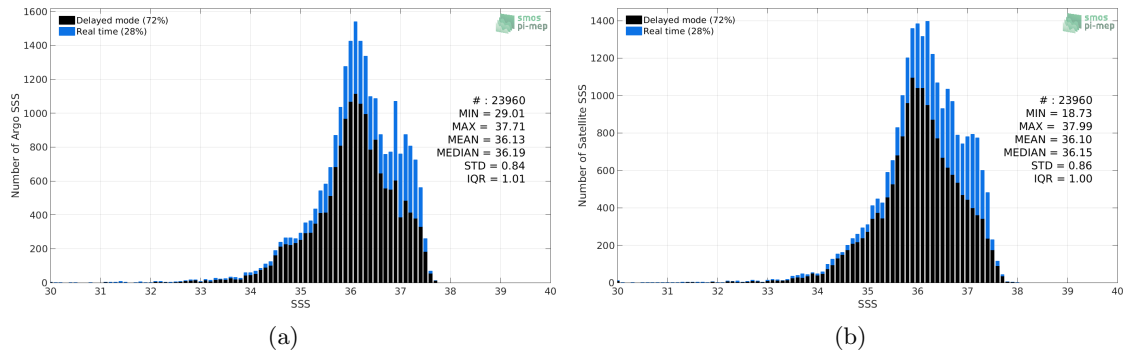 Delayed mode (72%)
Real time (28%)
smos
pi-mep
Number of Argo SSS
1600
1400
1200
1000
800
600
400
200
0
# : 23960
MIN = 29.01
MAX = 37.71
MEAN = 36.13
MEDIAN = 36.19
STD = 0.84
IQR = 1.01
30 31 32 33 34 35 36 37 38 39 40
SSS
(a)
Delayed mode (72%)
Real time (28%)
smos
pi-mep
Number of Satellite SSS
1400
1200
1000
800
600
400
200
0
# : 23960
MIN = 18.73
MAX = 37.99
MEAN = 36.10
MEDIAN = 36.15
STD = 0.86
IQR = 1.00
30 31 32 33 34 35 36 37 38 39 40
SSS
(b)